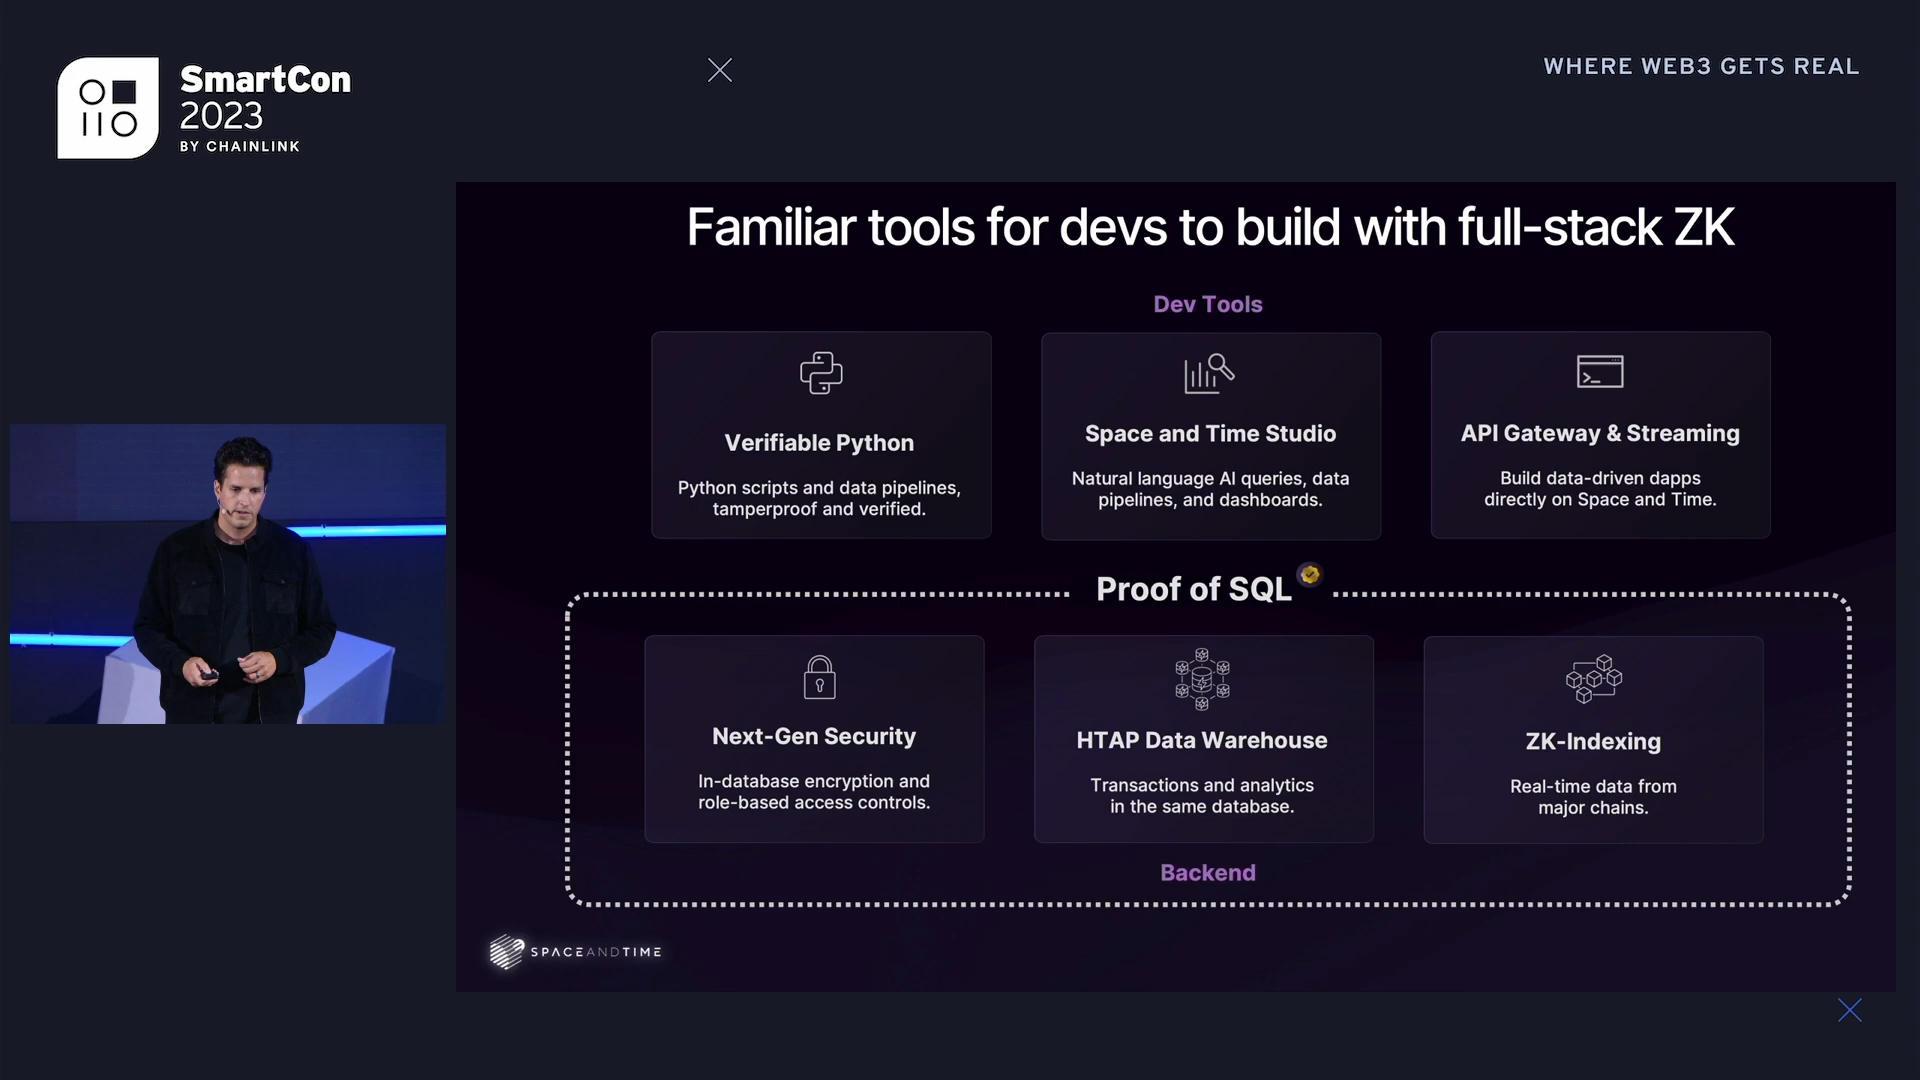 SmartCon
2023
BY CHAINLINK
WHERE WEB3 GETS REAL
Familiar tools for devs to build with full-stack ZK
Dev Tools
Verifiable Python
Python scripts and data pipelines,
tamperproof and verified.
Space and Time Studio
Natural language AI queries, data
pipelines, and dashboards.
API Gateway & Streaming
Build data-driven dapps
directly on Space and Time.
Proof of SQL
Next-Gen Security
In-database encryption and
role-based access controls.
HTAP Data Warehouse
Transactions and analytics
in the same database.
ZK-Indexing
Real-time data from
major chains.
Backend
SPACEANDTIME